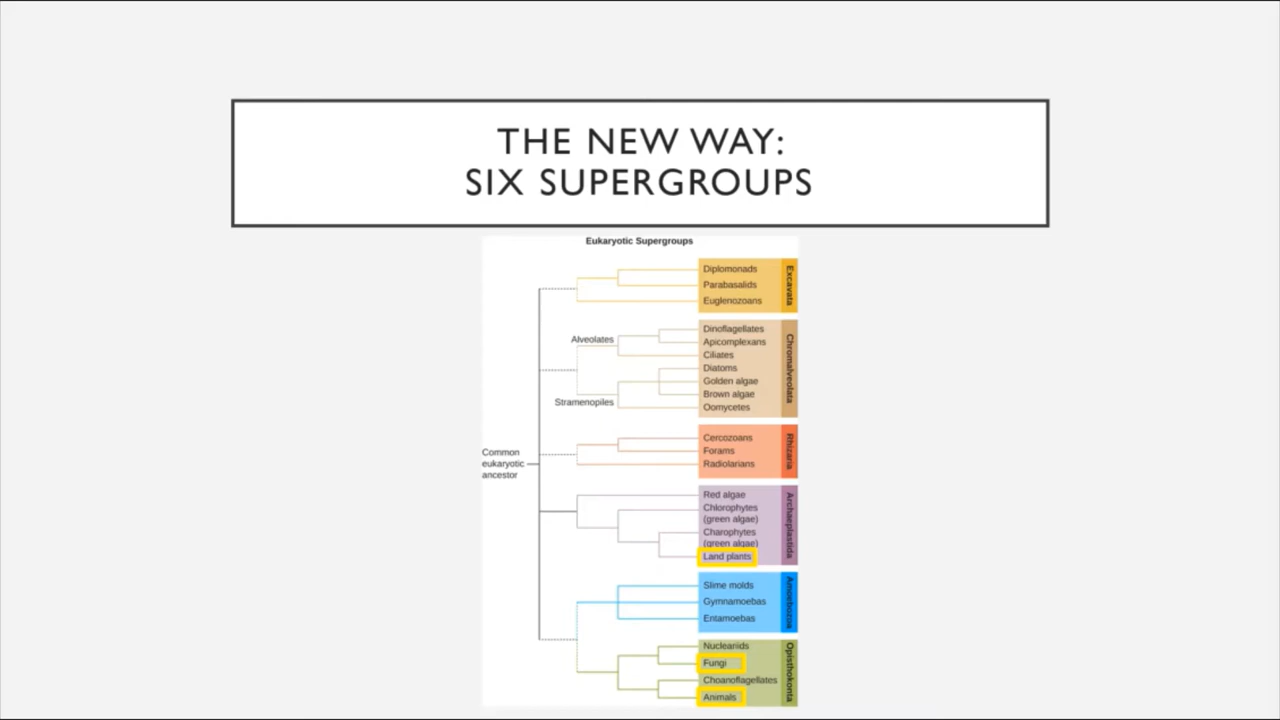 THE NEW WAY:
SIX SUPERGROUPS
Eukaryotic Supergroups
Diplomonads
Parabasalids
Euglenozoans
Excavata
Alveolates
Stramenopiles
Dinoflagellates
Apicomplexans
Ciliates
Diatoms
Golden algae
Brown algae
Oomycetes
Chromalveolata
Common
eukaryotic
ancestor
Cercozoans
Forams
Radiolarians
Rhizaria
Red algae
Chlorophytes
(green algae)
Charophytes
(green algae)
Land plants
Archaeplastida
Slime molds
Gymnamoebas
Entamoebas
Amoebozoa
Nucleariids
Fungi
Choanoflagellates
Animals
Opisthokonta